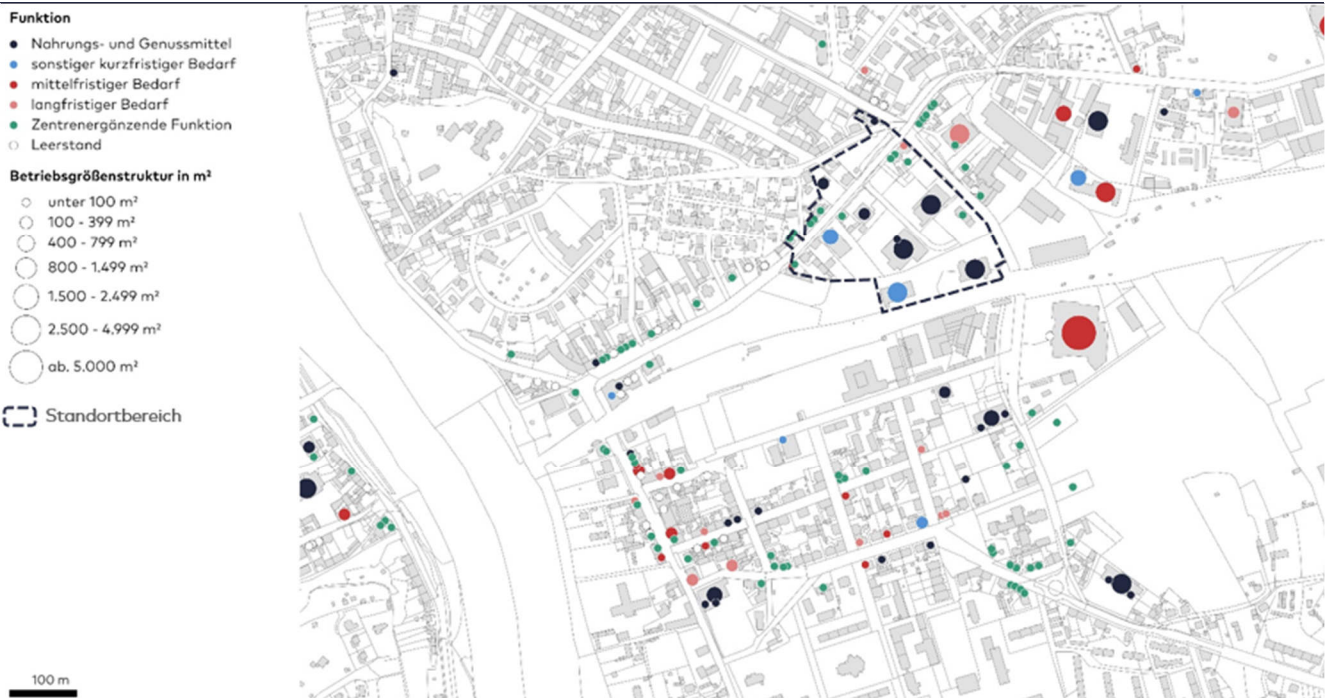 Funktion
Nahrungs- und Genussmittel
sonstiger kurzfristiger Bedarf
mittelfristiger Bedarf
langfristiger Bedarf
Zentrenergänzende Funktion
Leerstand
Betriebsgrößenstruktur in m²
unter 100 m²
100 - 399 m²
400 - 799 m²
800 - 1.499 m²
1.500 - 2.499 m²
2.500 - 4.999 m²
ab. 5.000 m²
Standortbereich
100 m